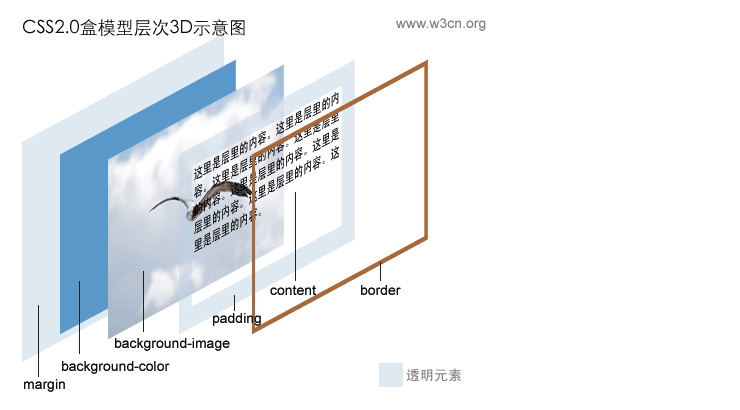 CSS2.0盒模型层次3D示意图
www.w3cn.org
这里是层里的内容。这里是层里的内
容。这里是层里的内容。这里是层里
的内容。这里是层里的内容。这里是
层里的内容。这里是层里的内容。这
里是层里的内容。
content
border
padding
background-image
background-color
margin
透明元素